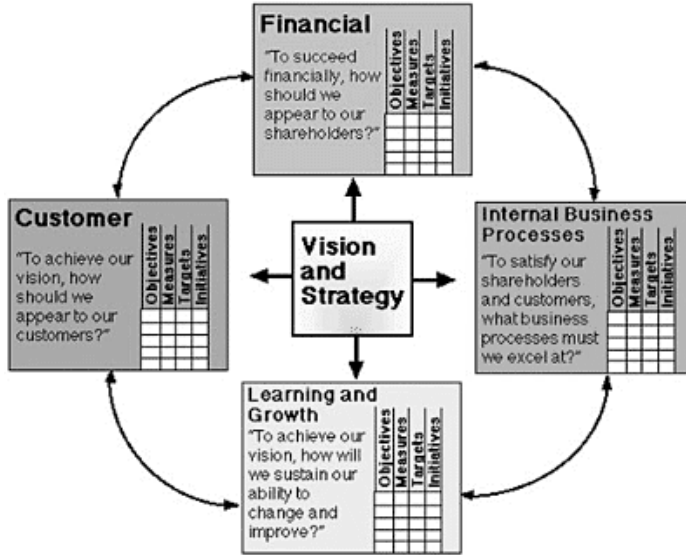 Financial
"To succeed
financially, how
should we
appear to our
shareholders?"
Objectives
Measures
Targets
Initiatives
Customer
"To achieve our
vision, how
should we
appear to our
customers?"
Objectives
Measures
Targets
Initiatives
Vision
and
Strategy
Internal Business
Processes
"To satisfy our
shareholders
and customers,
what business
processes must
we excel at?"
Objectives
Measures
Targets
Initiatives
Learning and
Growth
"To achieve our
vision, how will
we sustain our
ability to
change and
improve?"
Objectives
Measures
Targets
Initiatives